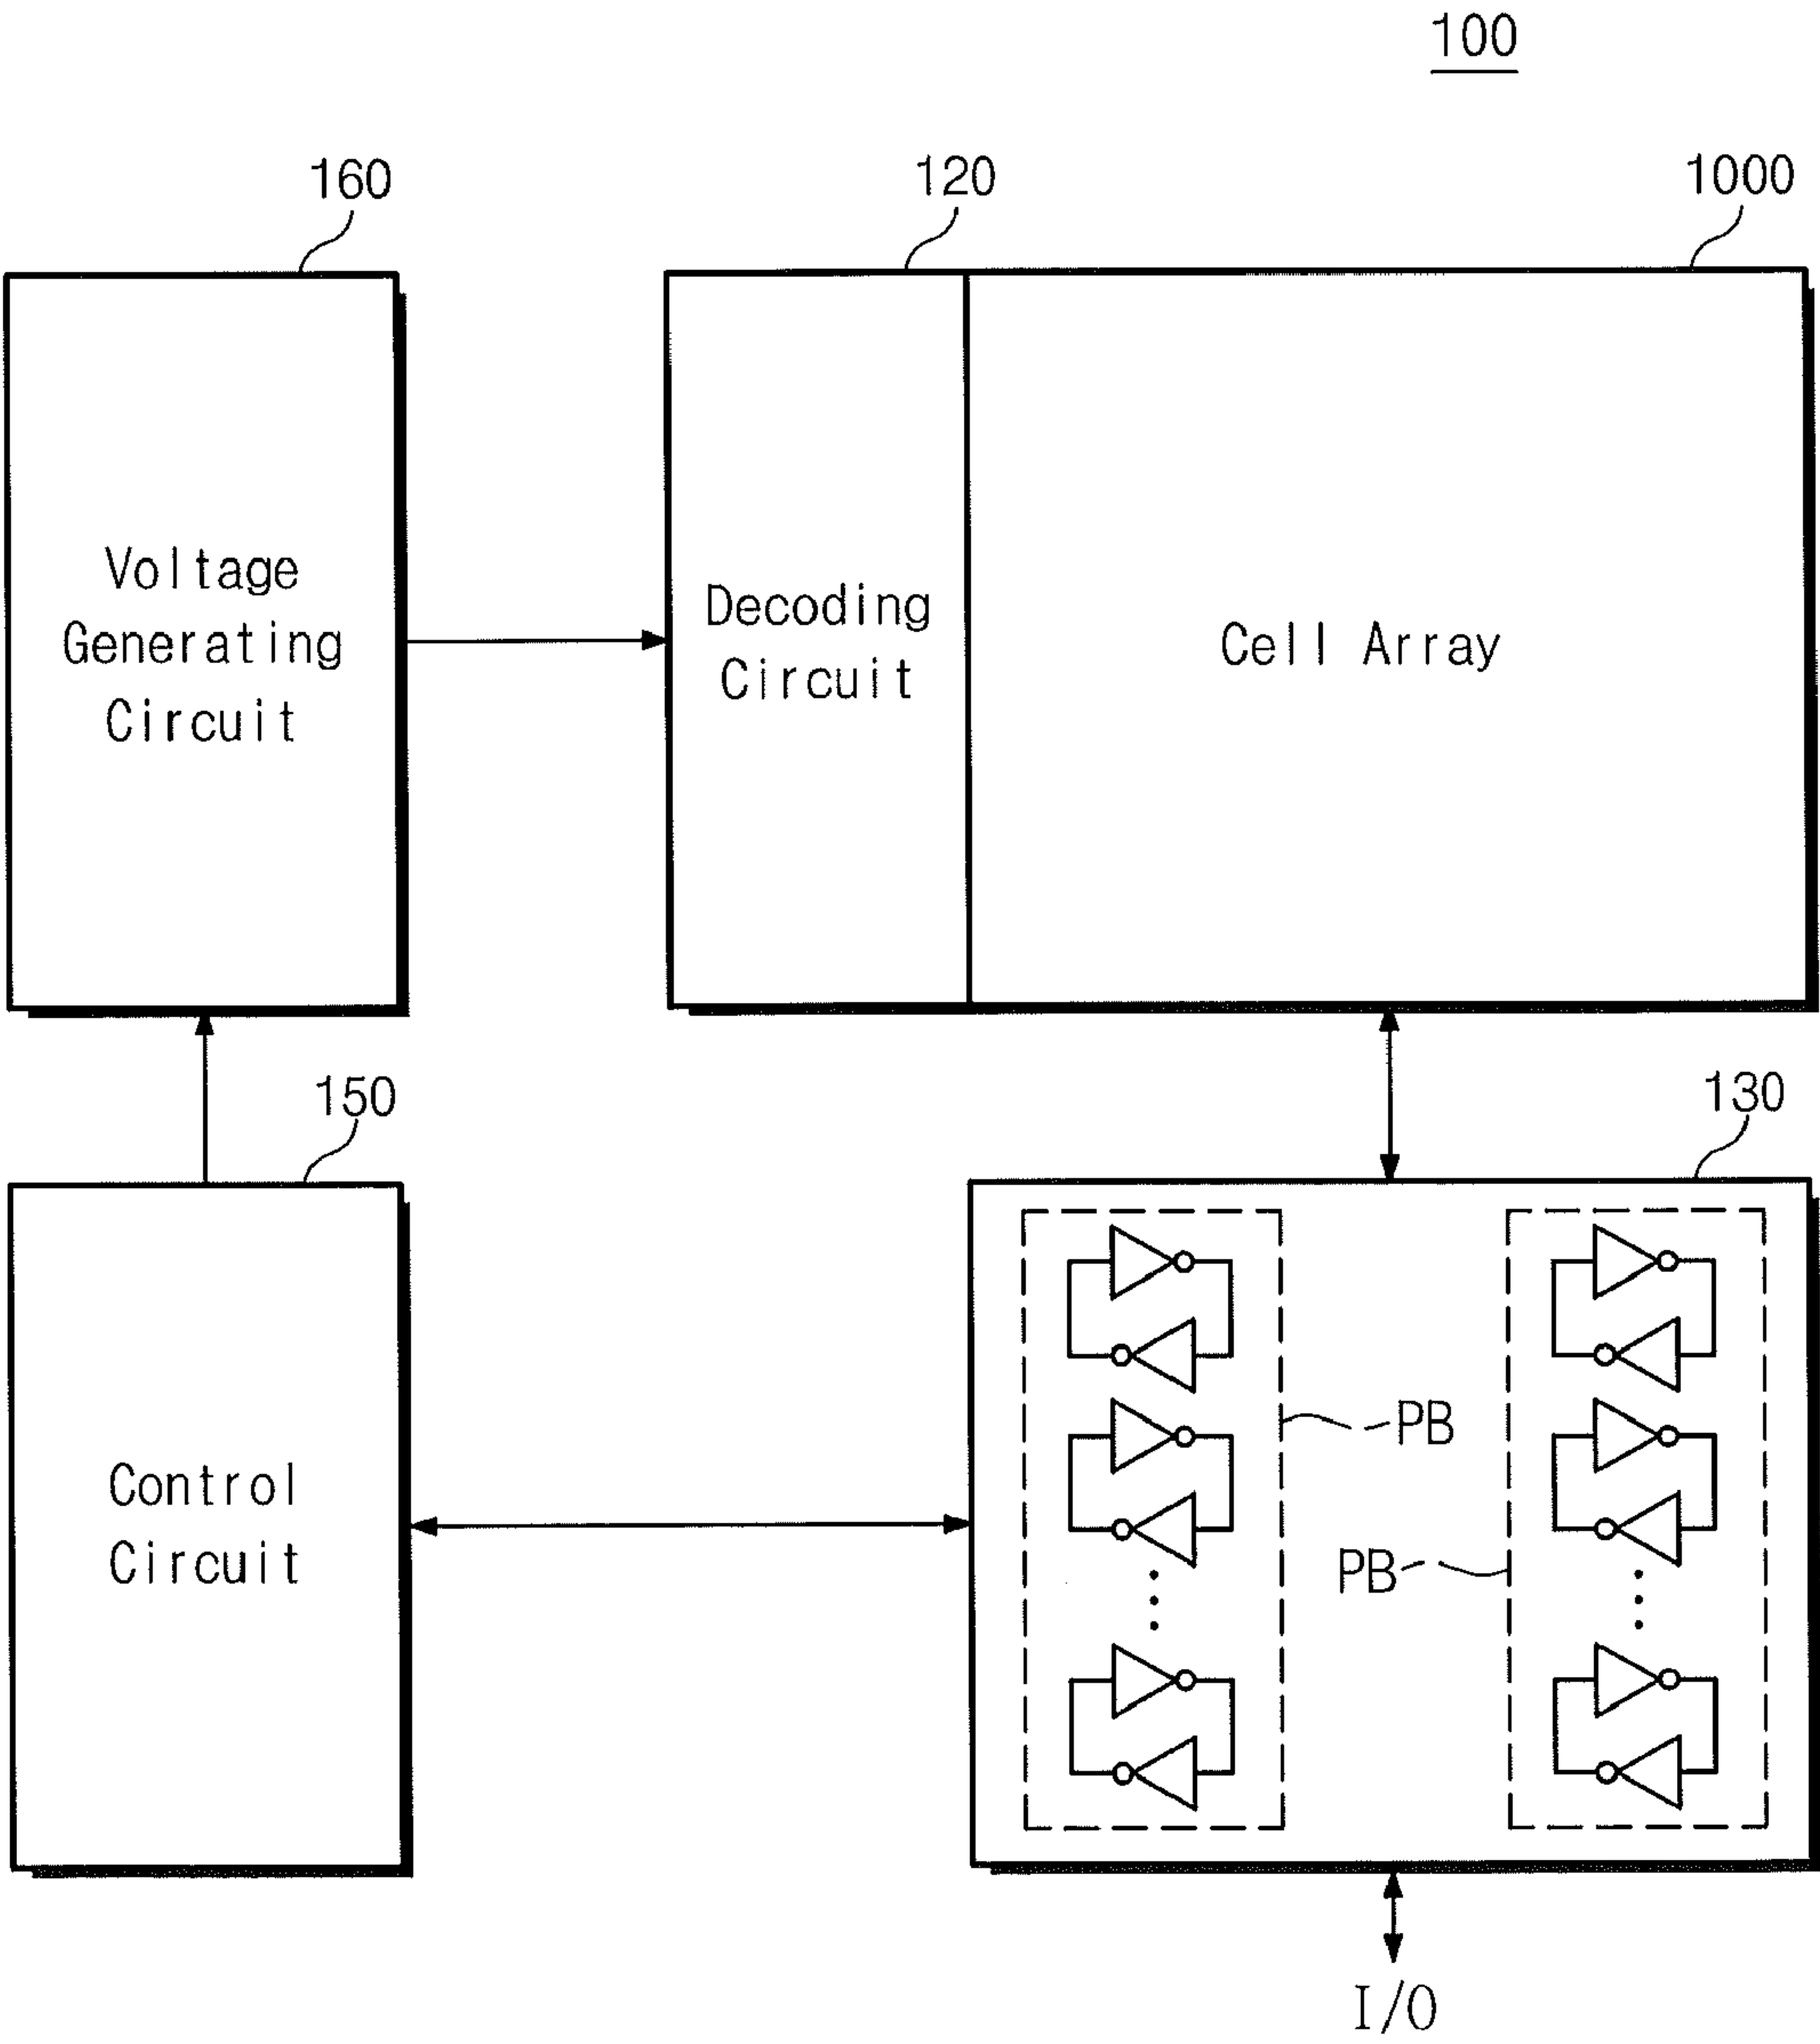 100
160
120
1000
Voltage
Generating
Circuit
Decoding
Circuit
Cell Array
150
130
Control
Circuit
PB
PB
I/O